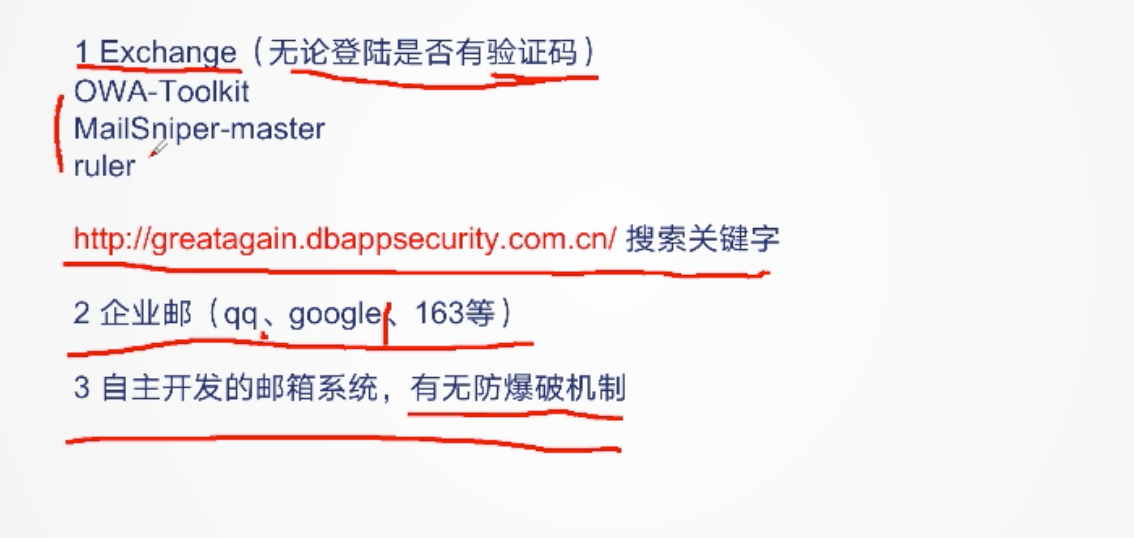 1 Exchange（无论登陆是否有验证码）
OWA-Toolkit
MailSniper-master
ruler
http://greatagain.dbappsecurity.com.cn/ 搜索关键字
2 企业邮（qq、google、163等）
3 自主开发的邮箱系统，有无防爆破机制